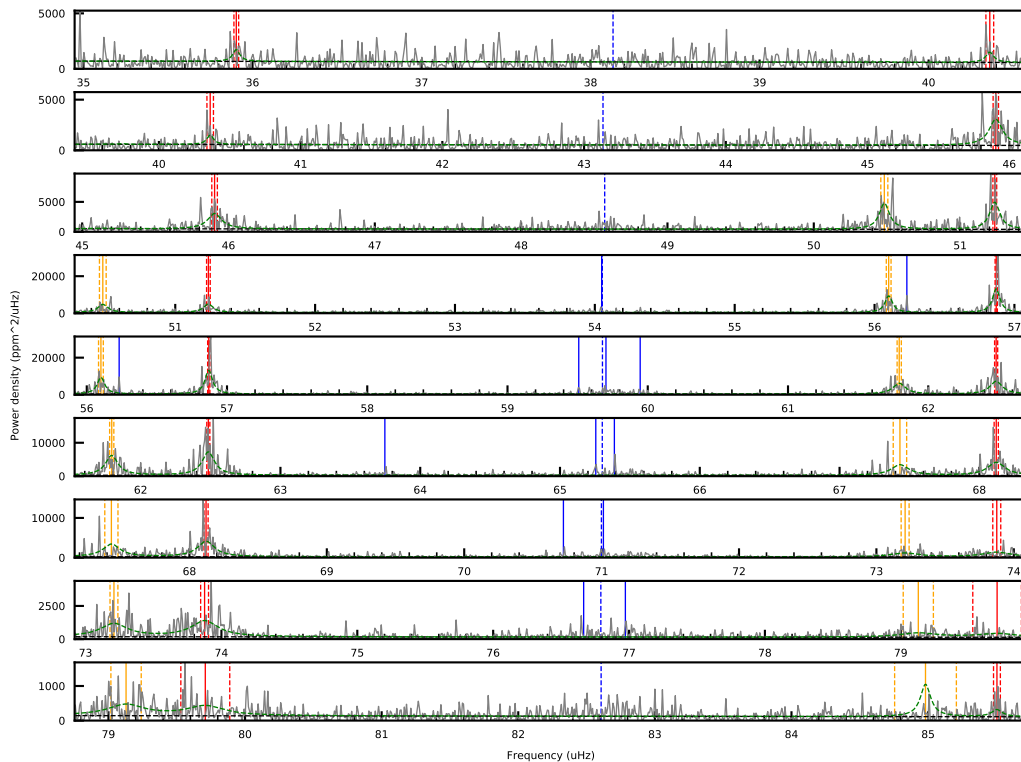 5000
0
35 36 37 38 39 40
5000
0
40 41 42 43 44 45 46
5000
0
45 46 47 48 49 50 51
20000
0
51 52 53 54 55 56 57
20000
0
56 57 58 59 60 61 62
10000
0
62 63 64 65 66 67 68
10000
0
68 69 70 71 72 73 74
2500
0
73 74 75 76 77 78 79
1000
0
79 80 81 82 83 84 85
Power density (ppm^2/uHz)
Frequency (uHz)